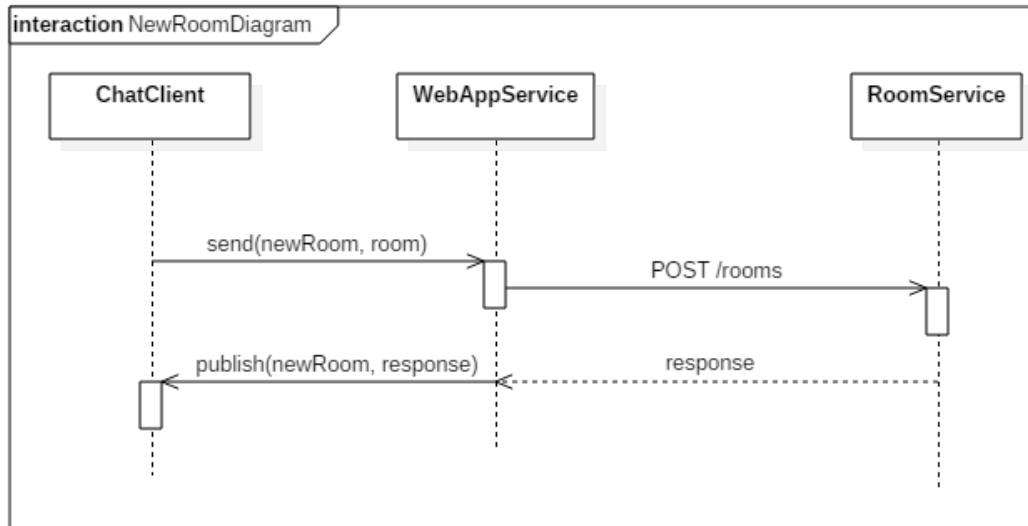 interaction NewRoomDiagram
ChatClient
WebAppService
RoomService
send(newRoom, room)
POST /rooms
publish(newRoom, response)
response